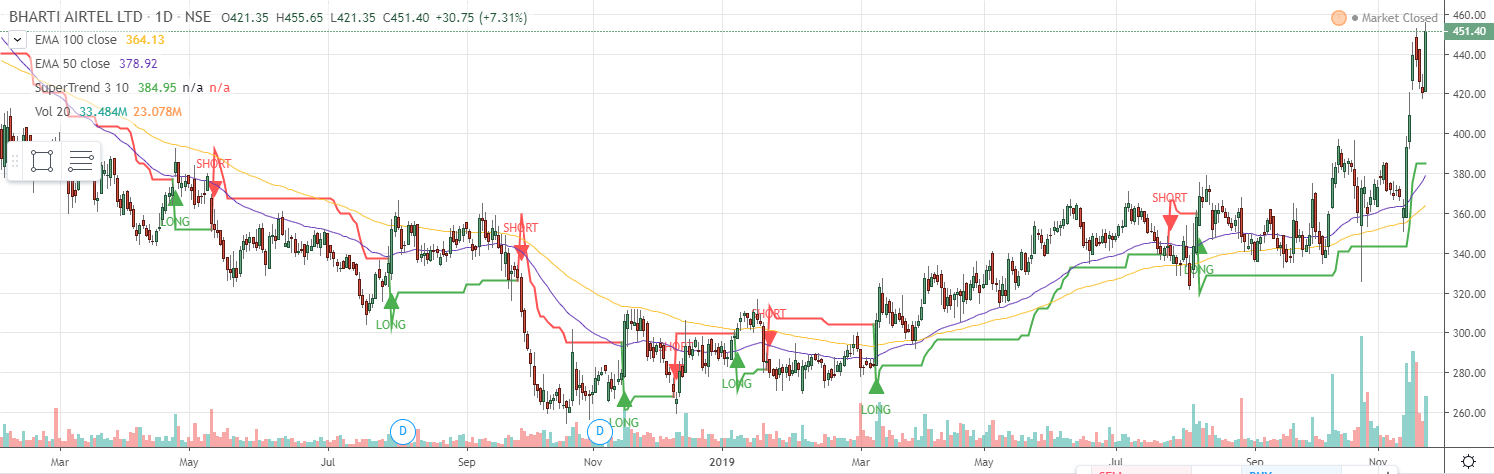 BHARTI AIRTEL LTD · 1D · NSE O421.35 H455.65 L421.35 C451.40 +30.75 (+7.31%)
Market Closed
EMA 100 close 364.13
EMA 50 close 378.92
SuperTrend 3 10 384.95 n/a n/a
Vol 20 33.484M 23.078M
460.00
451.40
440.00
420.00
400.00
380.00
360.00
340.00
320.00
300.00
280.00
260.00
LONG
SHORT
LONG
SHORT
LONG
SHORT
LONG
SHORT
LONG
SHORT
LONG
D
D
Mar May Jul Sep Nov 2019 Mar May Jul Sep Nov
SELL BUY